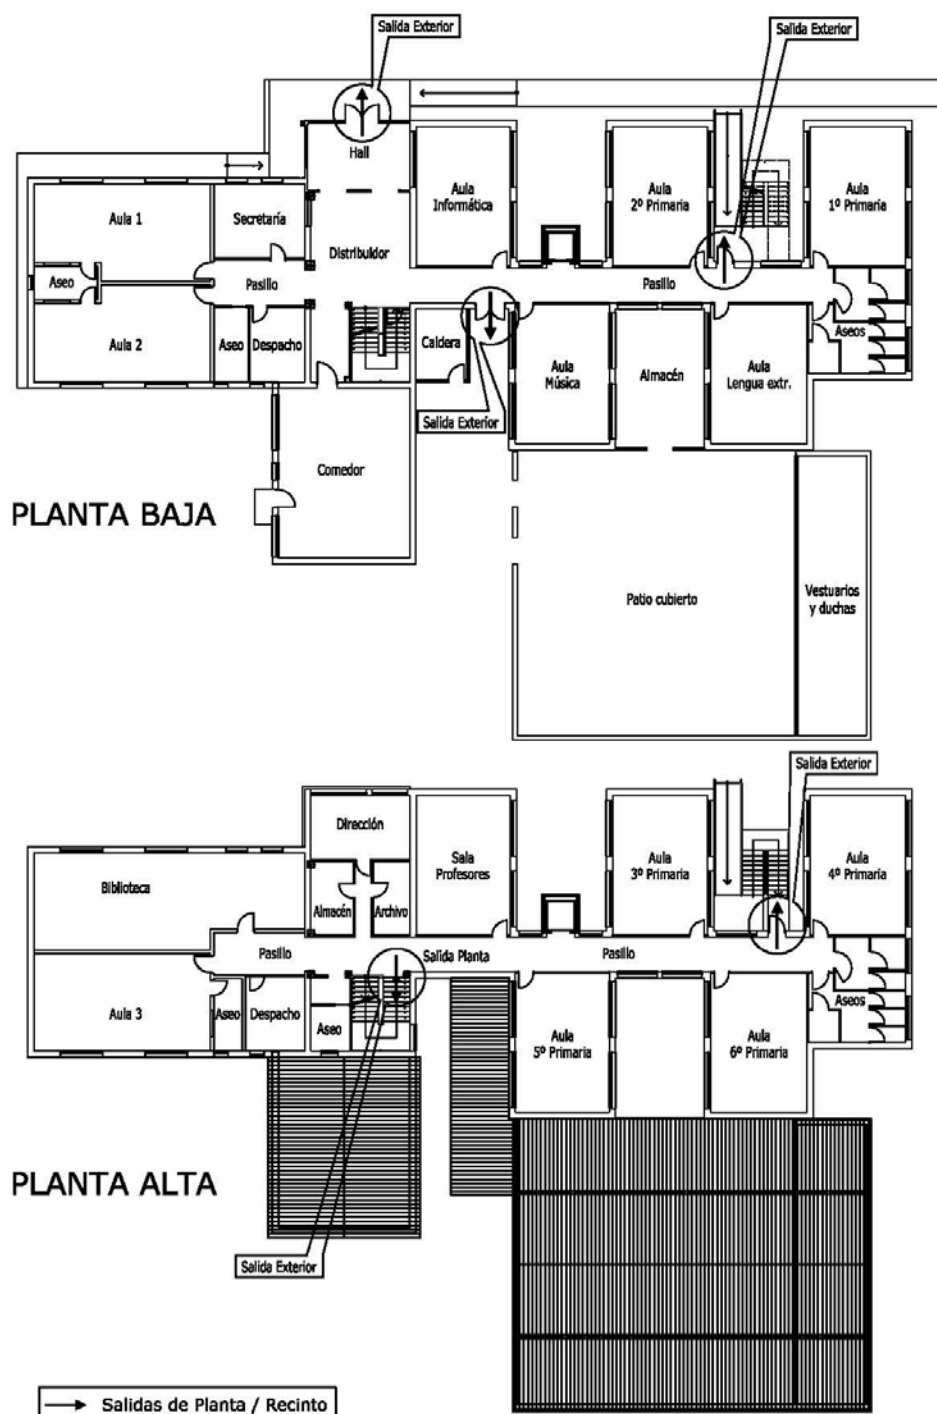 Salida Exterior
Salida Exterior
Hall
Aula 1
Secretaría
Aula
Informática
Aula
2º Primaria
Aula
1º Primaria
Distribuidor
Aseo
Pasillo
Pasillo
Aula 2
Aseo
Despacho
Caldera
Aseos
Aula
Música
Almacén
Aula
Lengua extr.
Salida Exterior
Comedor
PLANTA BAJA
Patio cubierto
Vestuarios
y duchas
Salida Exterior
Dirección
Biblioteca
Sala
Profesores
Aula
3º Primaria
Aula
4º Primaria
Almacén
Archivo
Pasillo
Salida Planta
Pasillo
Aula 3
Aseo
Despacho
Aseo
Aseos
Aula
5º Primaria
Aula
6º Primaria
PLANTA ALTA
Salida Exterior
Salidas de Planta / Recinto